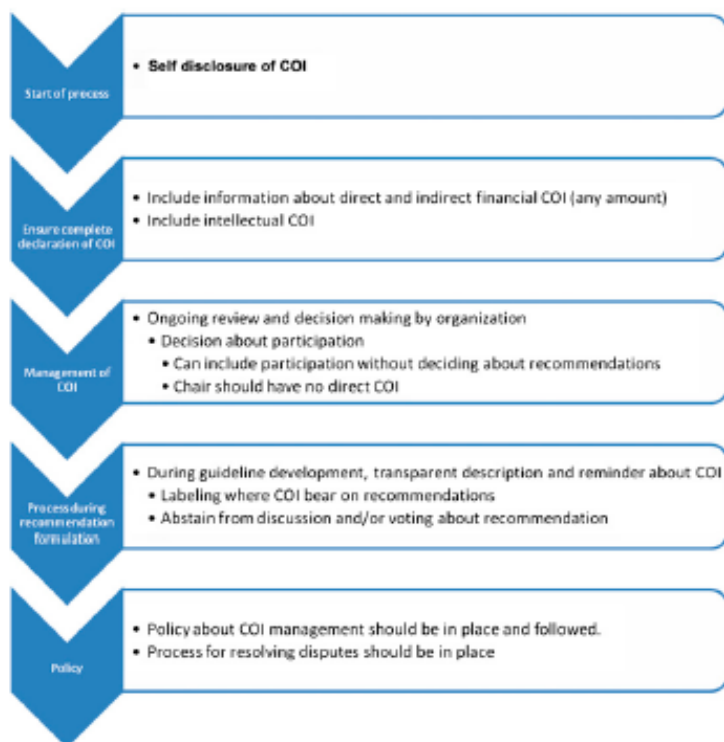 Start of process
Self disclosure of COI
Ensure complete
declaration of COI
Include information about direct and indirect financial COI (any amount)
Include intellectual COI
Management of
COI
Ongoing review and decision making by organization
Decision about participation
Can include participation without deciding about recommendations
Chair should have no direct COI
Process during
recommendation
formulation
During guideline development, transparent description and reminder about COI
Labeling where COI bear on recommendations
Abstain from discussion and/or voting about recommendation
Policy
Policy about COI management should be in place and followed.
Process for resolving disputes should be in place